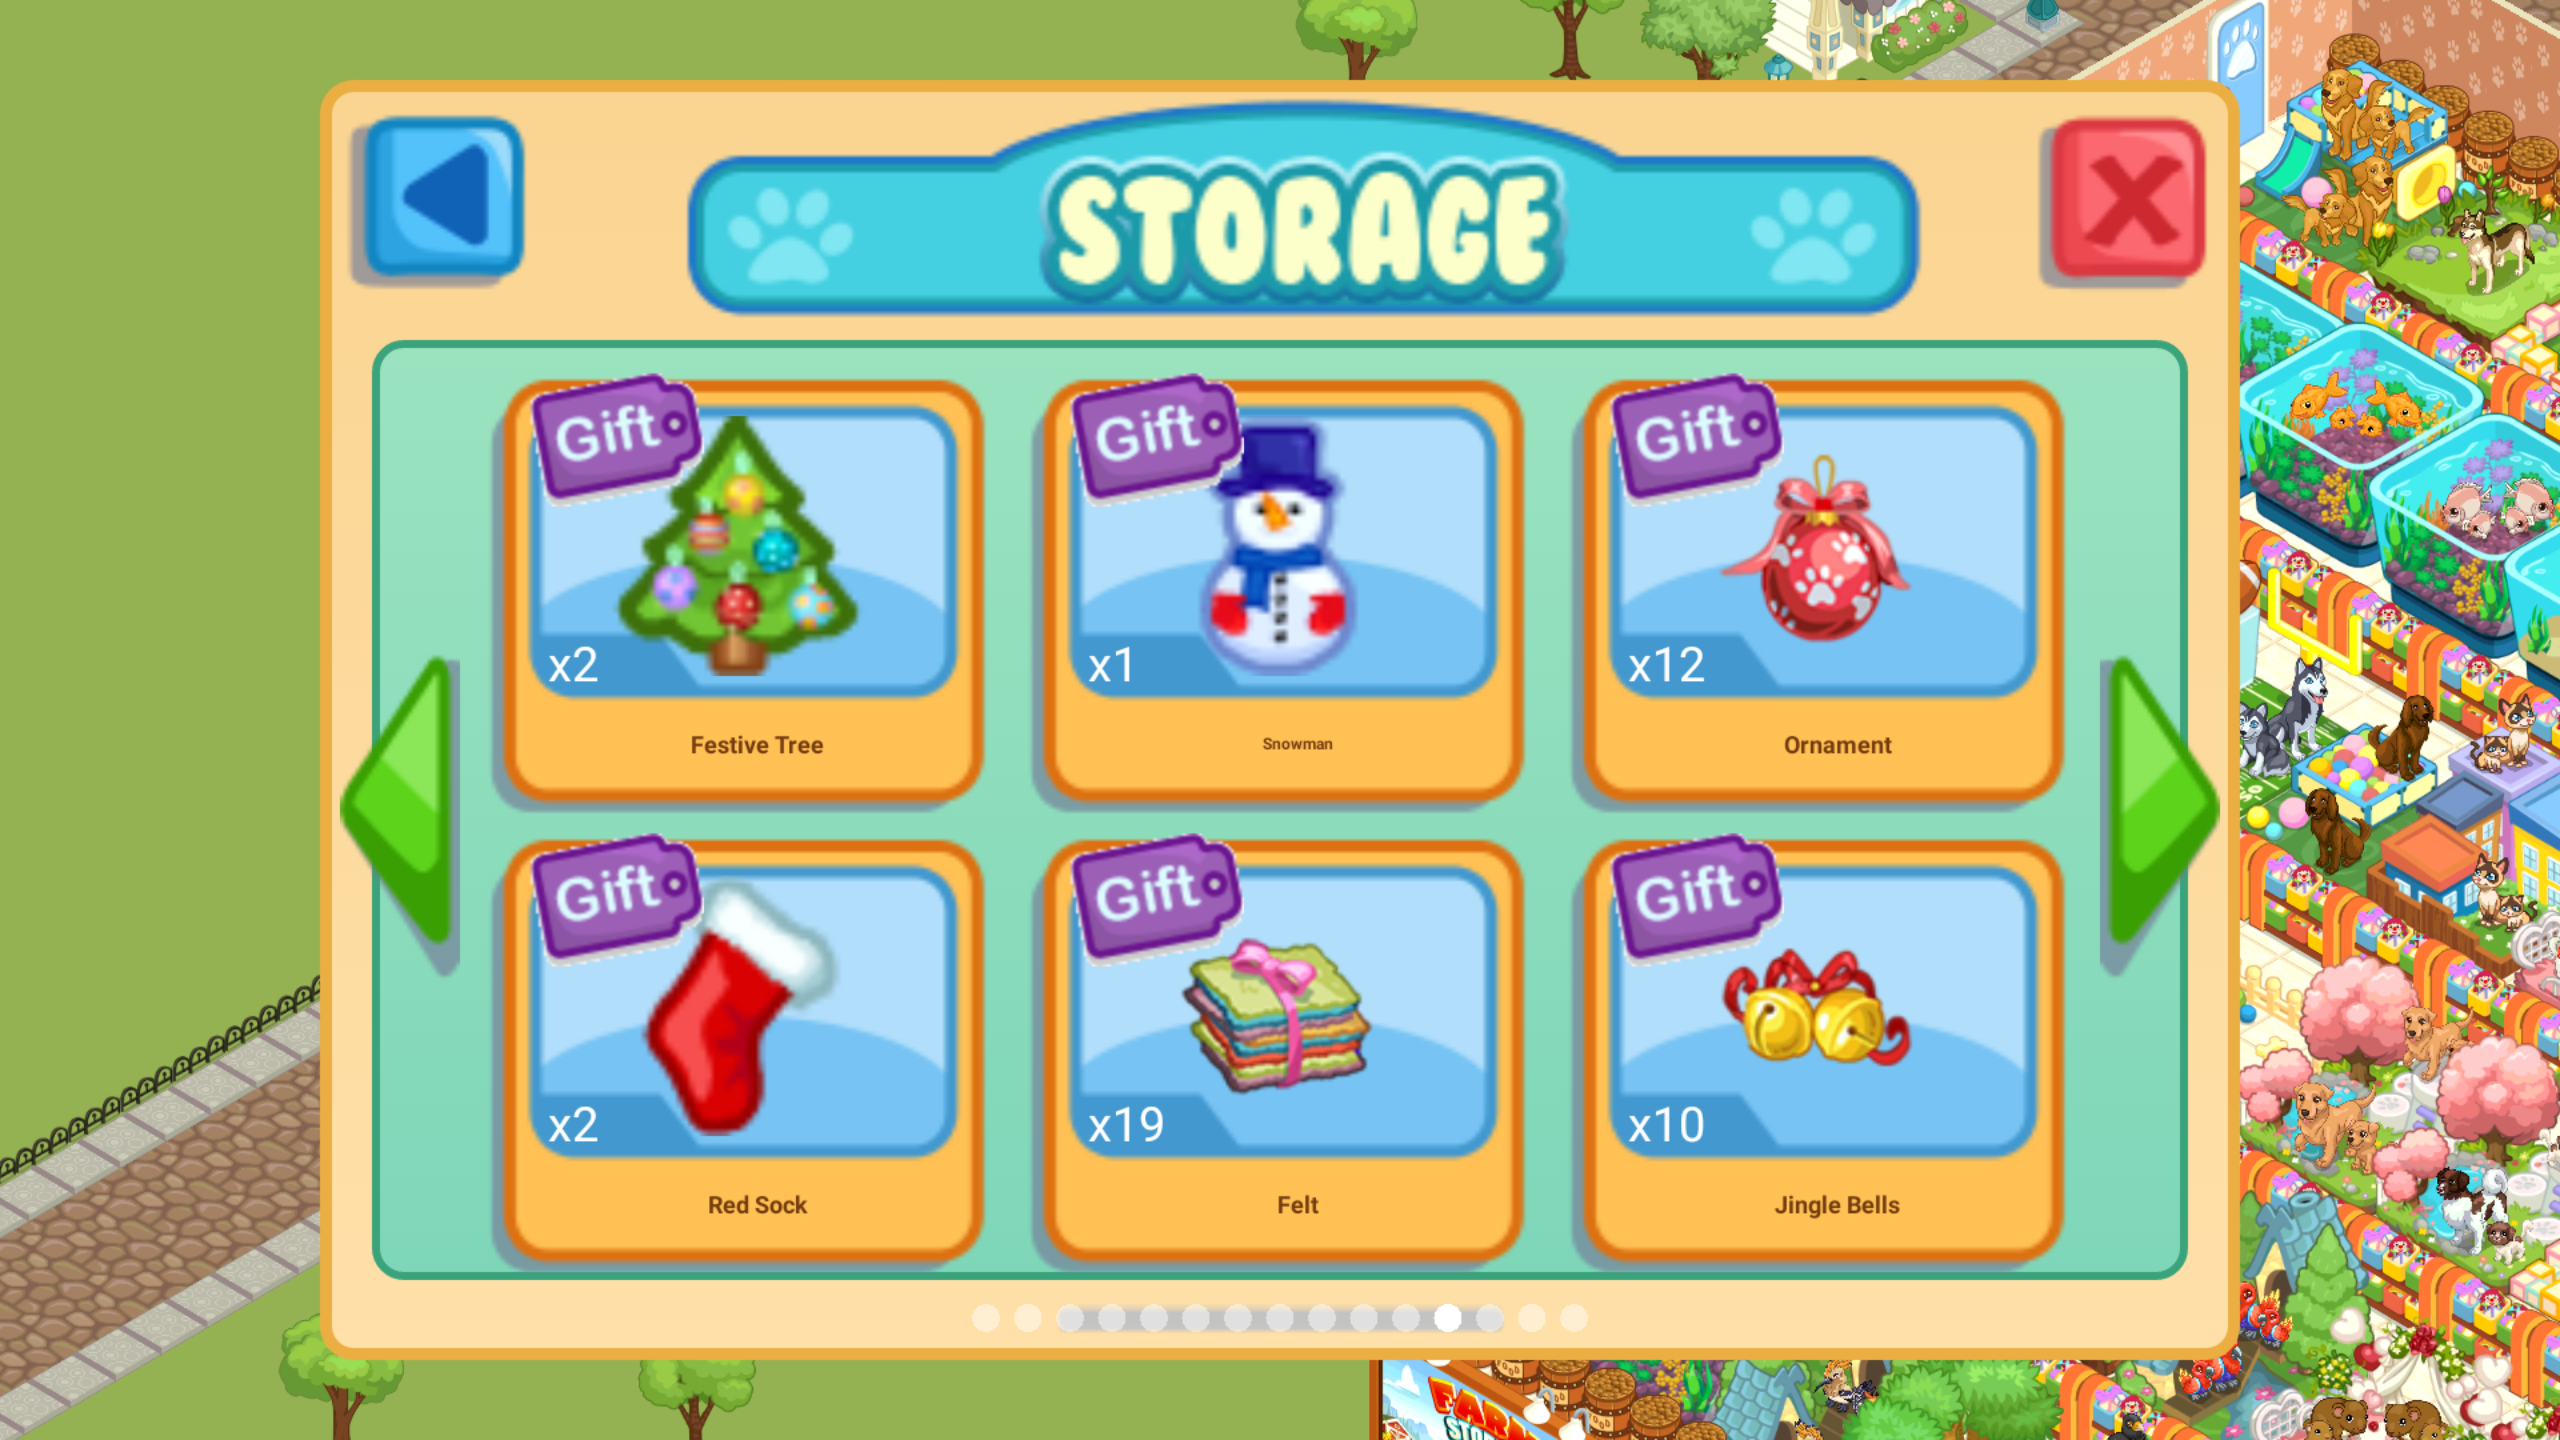 STORAGE
Gift
x2
Festive Tree
Gift
x1
Snowman
Gift
x12
Ornament
Gift
x2
Red Sock
Gift
x19
Felt
Gift
x10
Jingle Bells